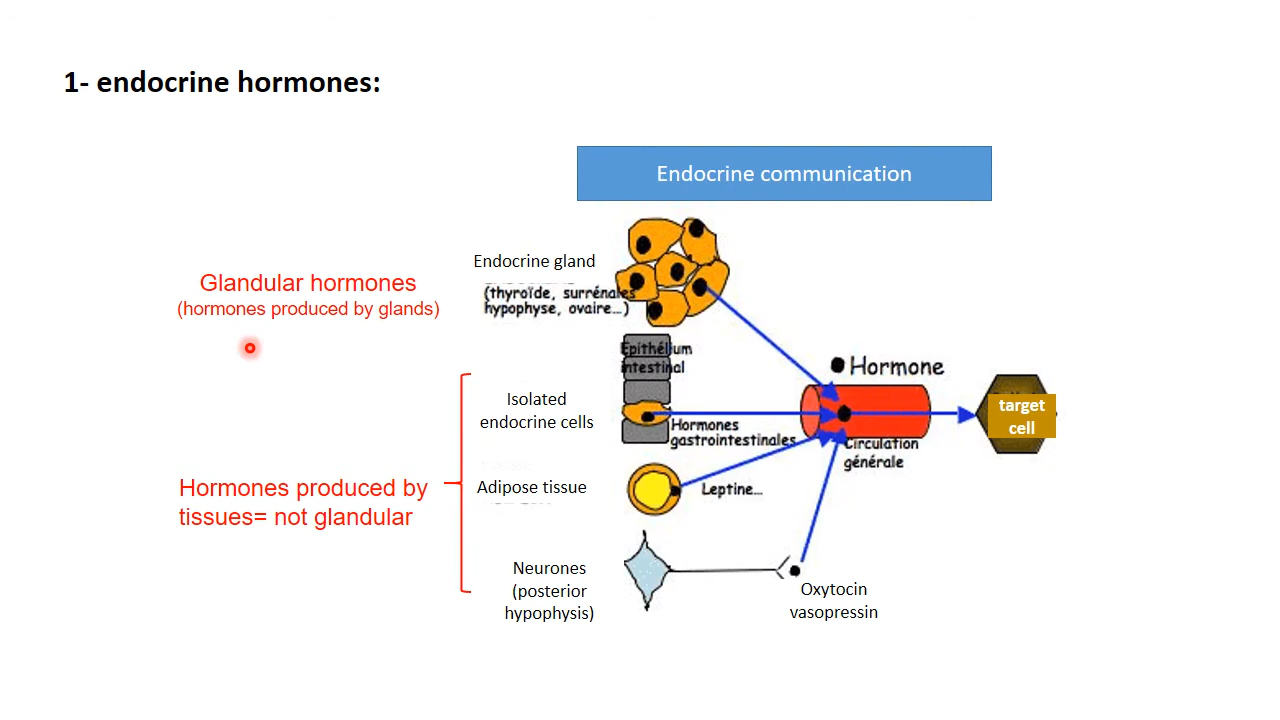 1- endocrine hormones:
Endocrine communication
Endocrine gland
(thyroïde, surrénales
hypophyse, ovaire...)
Glandular hormones
(hormones produced by glands)
Epithélium
intestinal
Hormone
Isolated
endocrine cells
Hormones
gastrointestinales
Circulation
générale
target
cell
Hormones produced by
tissues= not glandular
Adipose tissue
Leptine...
Neurones
(posterior
hypophysis)
Oxytocin
vasopressin